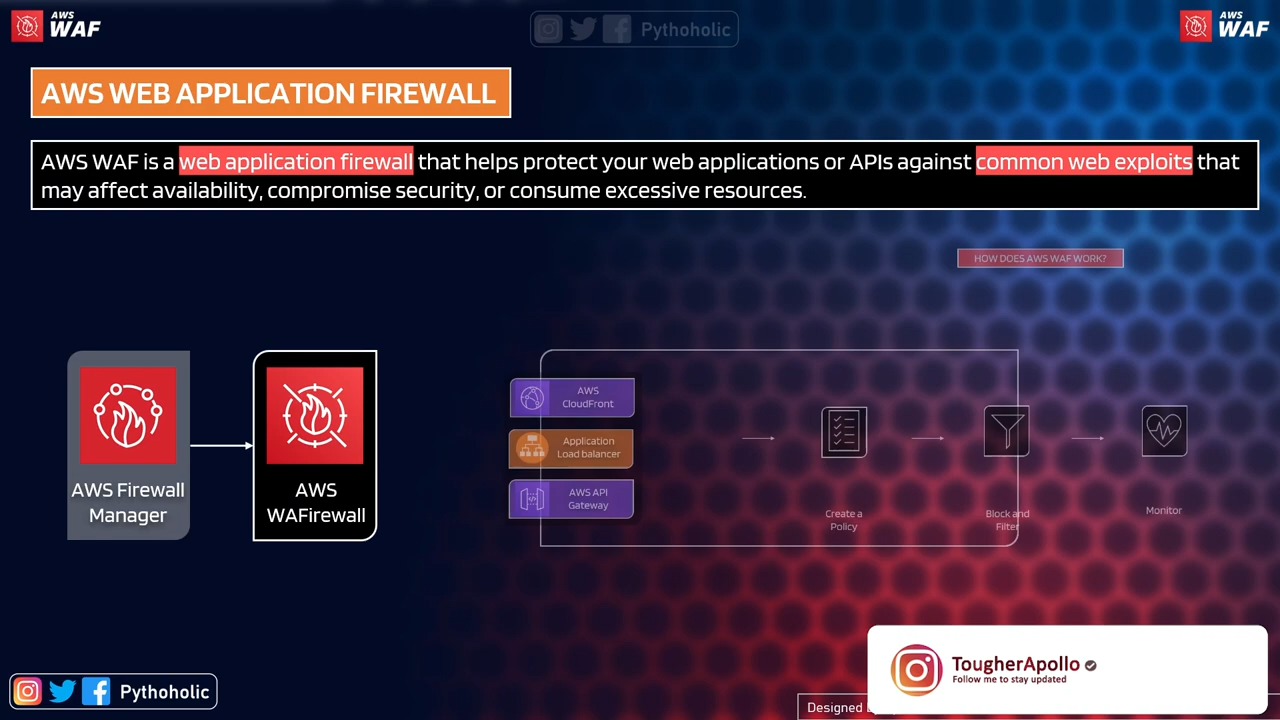 AWS
WAF
Pythoholic
AWS
WAF
AWS WEB APPLICATION FIREWALL
AWS WAF is a web application firewall that helps protect your web applications or APIs against common web exploits that
may affect availability, compromise security, or consume excessive resources.
HOW DOES AWS WAF WORK?
AWS Firewall
Manager
AWS
WAFirewall
AWS
CloudFront
Application
Load balancer
AWS API
Gateway
Create a
Policy
Block and
Filter
Monitor
TougherApollo
Follow me to stay updated
Pythoholic
Designed